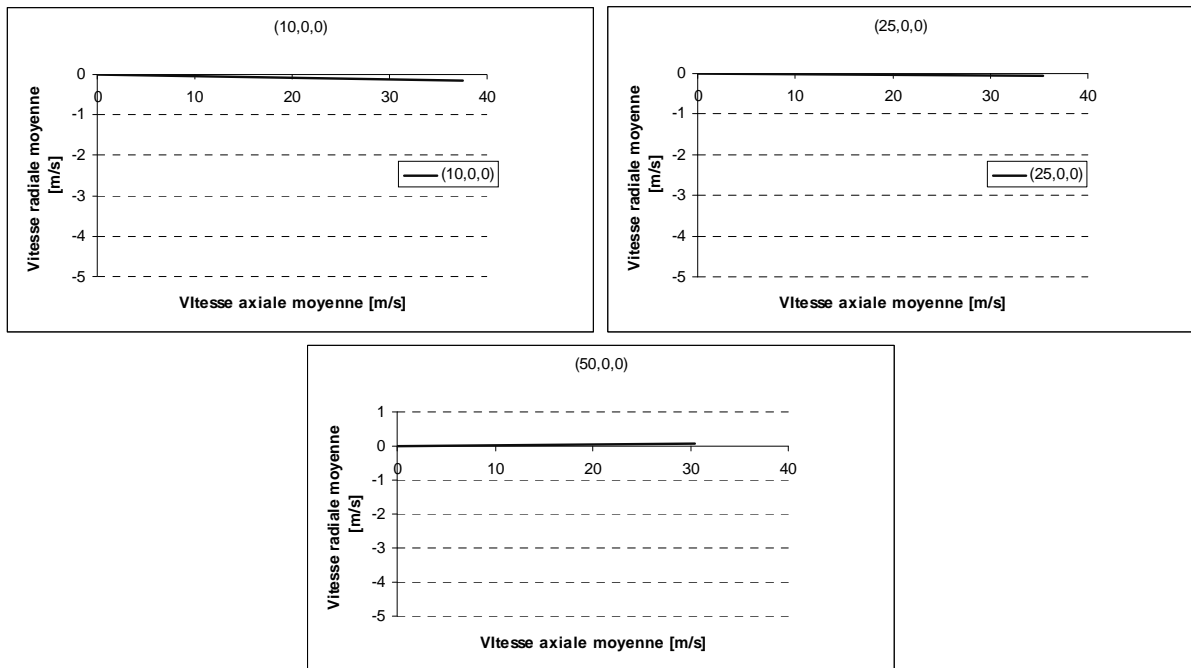 (10,0,0)
0
-1
-2
-3
-4
-5
0 10 20 30 40
Vitesse radiale moyenne
[m/s]
VItesse axiale moyenne [m/s]
(10,0,0)
(25,0,0)
0
-1
-2
-3
-4
-5
0 10 20 30 40
Vitesse radiale moyenne
[m/s]
VItesse axiale moyenne [m/s]
(25,0,0)
(50,0,0)
1
0
-1
-2
-3
-4
-5
0 10 20 30 40
Vitesse radiale moyenne
[m/s]
VItesse axiale moyenne [m/s]